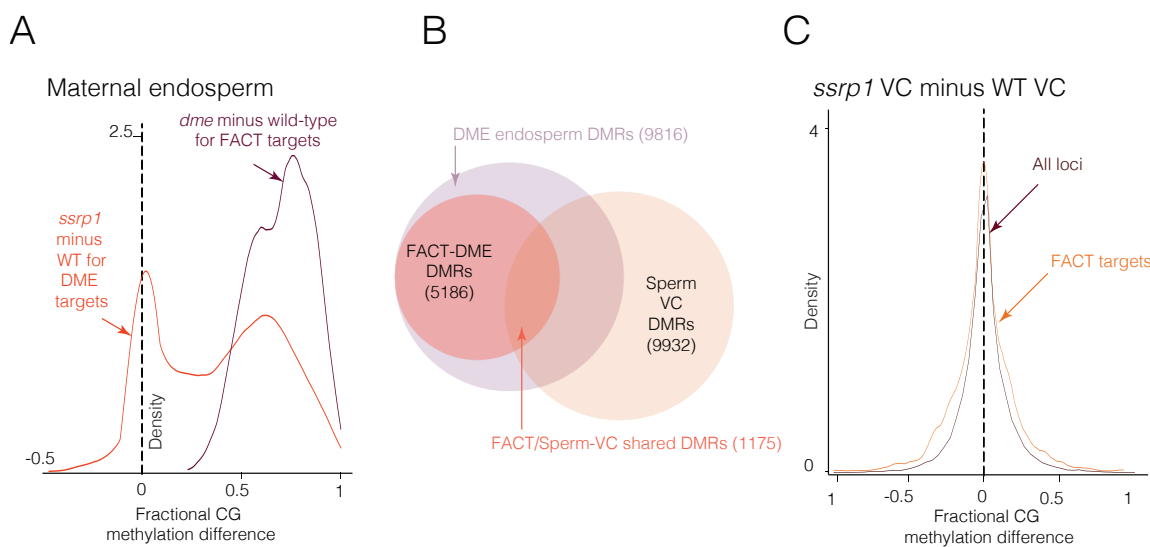 A
Maternal endosperm
dme minus wild-type
for FACT targets
2.5
ssrp1
minus
WT for
DME
targets
Density
-0.5
0
0.5
1
Fractional CG
methylation difference
B
DME endosperm DMRs (9816)
FACT-DME
DMRs
(5186)
Sperm
VC
DMRs
(9932)
FACT/Sperm-VC shared DMRs (1175)
C
ssrp1 VC minus WT VC
4
All loci
FACT targets
Density
0
1
-0.5
0
0.5
1
Fractional CG
methylation difference